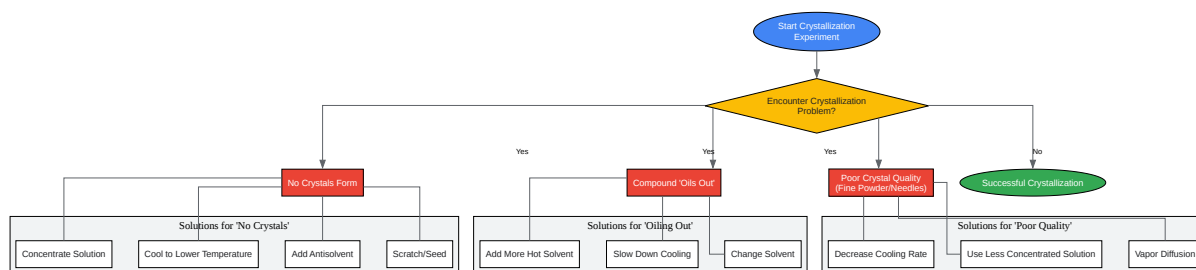 Start Crystallization
Experiment
Encounter Crystallization
Problem?
Yes
Yes
Yes
No
No Crystals Form
Compound 'Oils Out'
Poor Crystal Quality
(Fine Powder/Needles)
Successful Crystallization
Solutions for 'No Crystals'
Concentrate Solution
Cool to Lower Temperature
Add Antisolvent
Scratch/Seed
Solutions for 'Oiling Out'
Add More Hot Solvent
Slow Down Cooling
Change Solvent
Solutions for 'Poor Quality'
Decrease Cooling Rate
Use Less Concentrated Solution
Vapor Diffusion